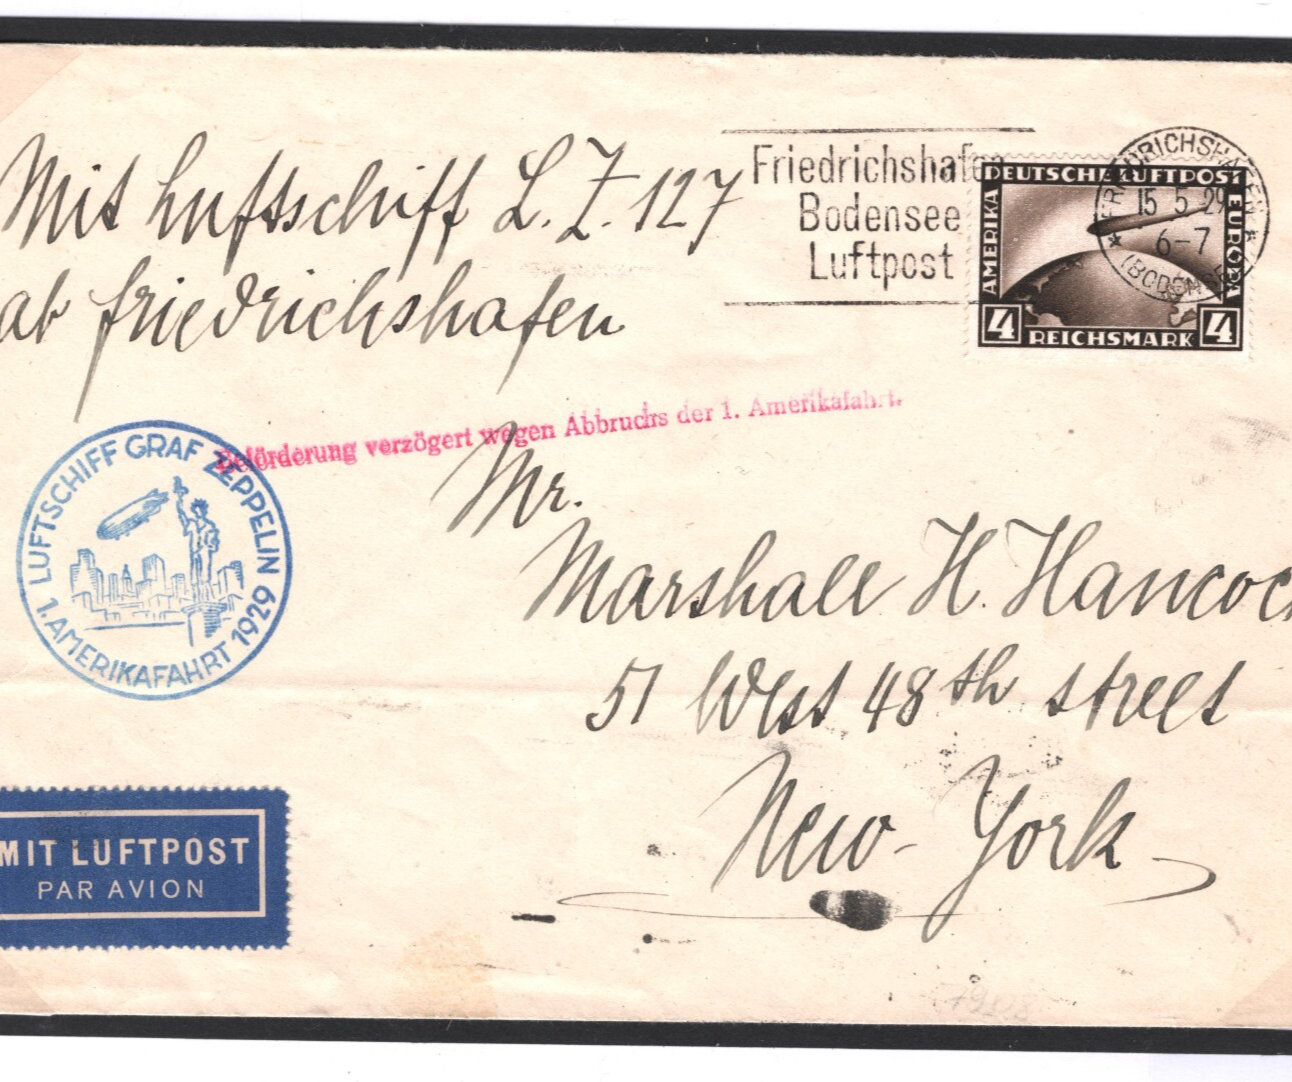 Mit Luftschiff L.Z. 127
ab Friedrichshafen
Friedrichshafen
Bodensee
Luftpost
DEUTSCHE LUFTPOST
AMERIKA
EUROPA
4 REICHSMARK 4
FRIEDRICHSHAFEN
15 5 29
6-7
(BODENSEE)
Beförderung verzögert wegen Abbruchs der 1. Amerikafahrt.
LUFTSCHIFF GRAF ZEPPELIN
1. AMERIKAFAHRT 1929
Mr.
Marshall H. Hancock
51 West 48th street
New-York
MIT LUFTPOST
PAR AVION